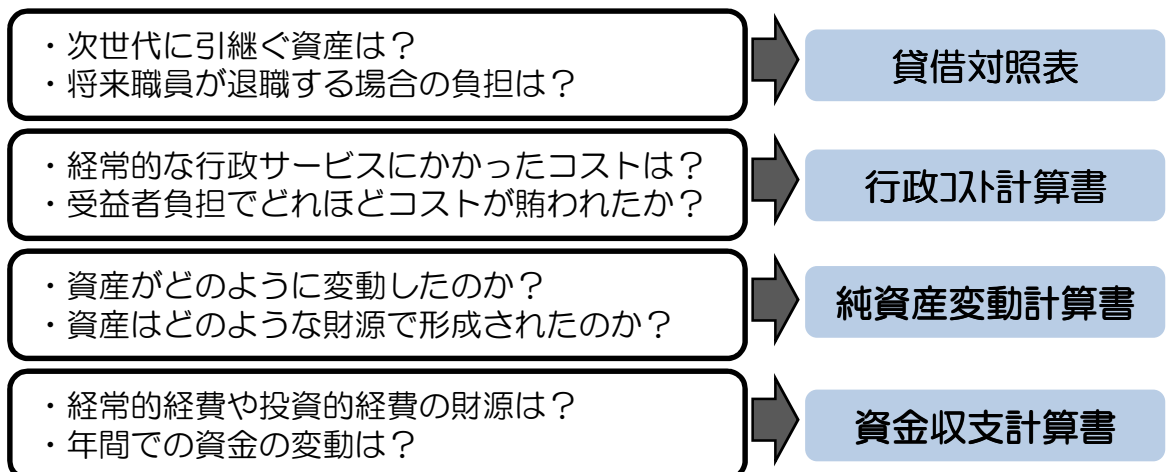 ・次世代に引継ぐ資産は？
・将来職員が退職する場合の負担は？
貸借対照表
・経常的な行政サービスにかかったコストは？
・受益者負担でどれほどコストが賄われたか？
行政ｺｽﾄ計算書
・資産がどのように変動したのか？
・資産はどのような財源で形成されたのか？
純資産変動計算書
・経常的経費や投資的経費の財源は？
・年間での資金の変動は？
資金収支計算書